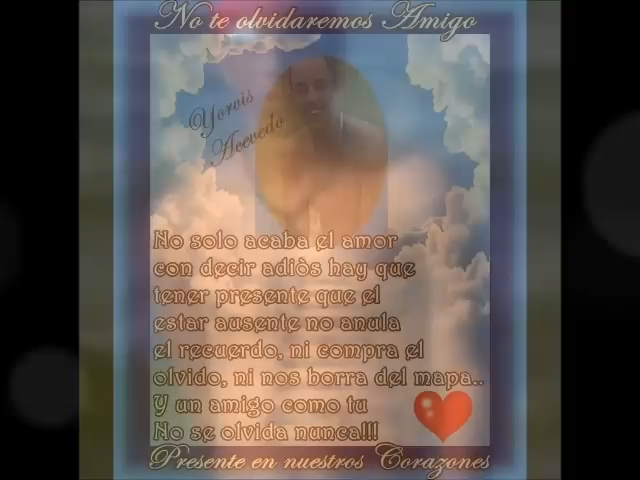 No te olvidaremos Amigo
Yorvis
Acevedo
No solo acaba el amor
con decir adiòs hay que
tener presente que el
estar ausente no anula
el recuerdo, ni compra el
olvido, ni nos borra del mapa..
Y un amigo como tu
No se olvida nunca!!!
Presente en nuestros Corazones